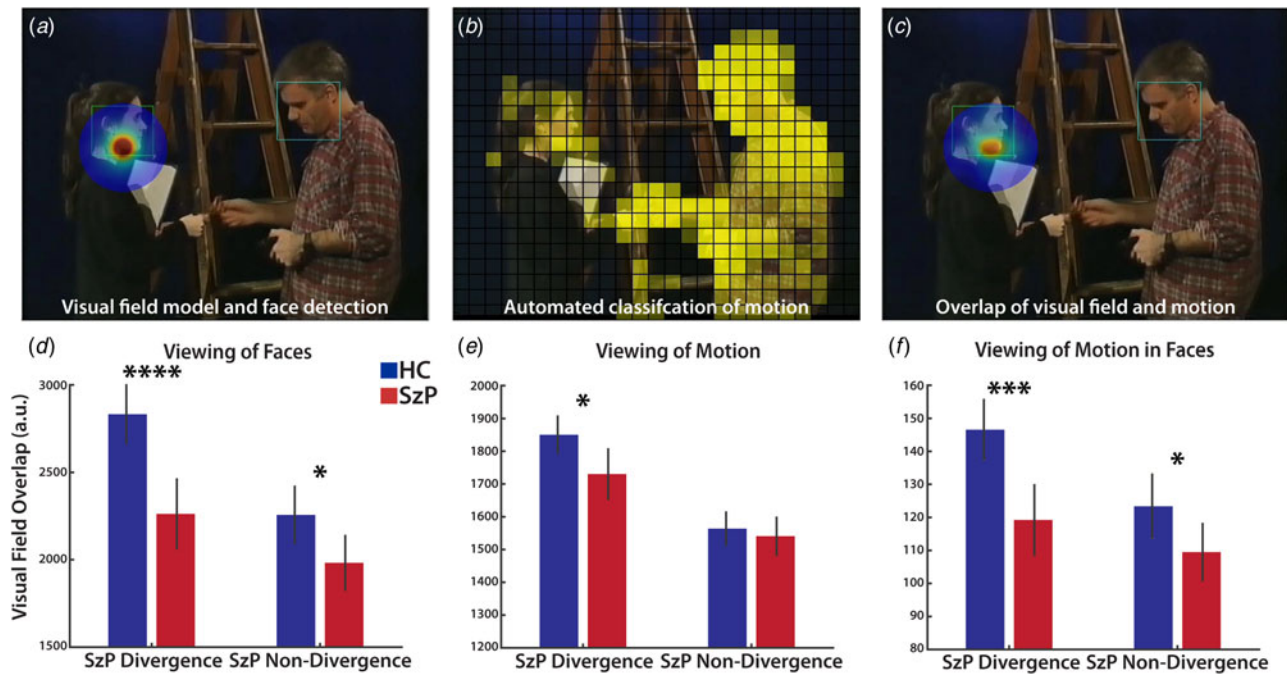 (a)
Visual field model and face detection
(b)
Automated classifcation of motion
(c)
Overlap of visual field and motion
(d)
Viewing of Faces
****
*
HC
SzP
Visual Field Overlap (a.u.)
3000
2500
2000
1500
SzP Divergence SzP Non-Divergence
(e)
Viewing of Motion
*
2000
1900
1800
1700
1600
1500
1400
1300
1200
SzP Divergence SzP Non-Divergence
(f)
Viewing of Motion in Faces
***
*
160
150
140
130
120
110
100
90
80
SzP Divergence SzP Non-Divergence